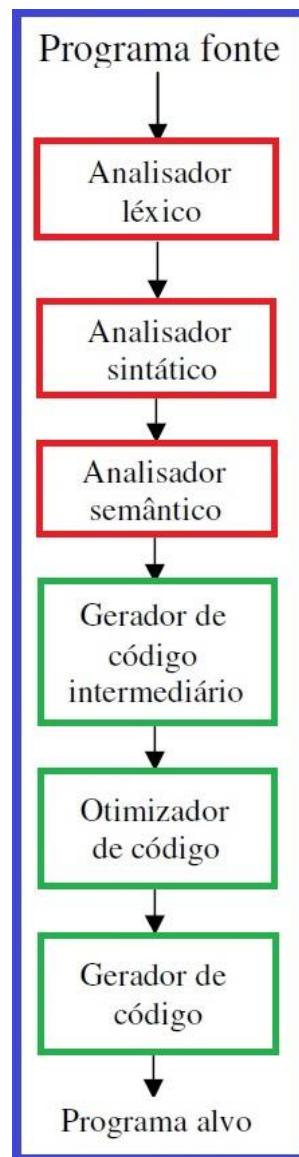 Programa fonte
Analisador
léxico
Analisador
sintático
Analisador
semântico
Gerador de
código
intermediário
Otimizador
de código
Gerador de
código
Programa alvo